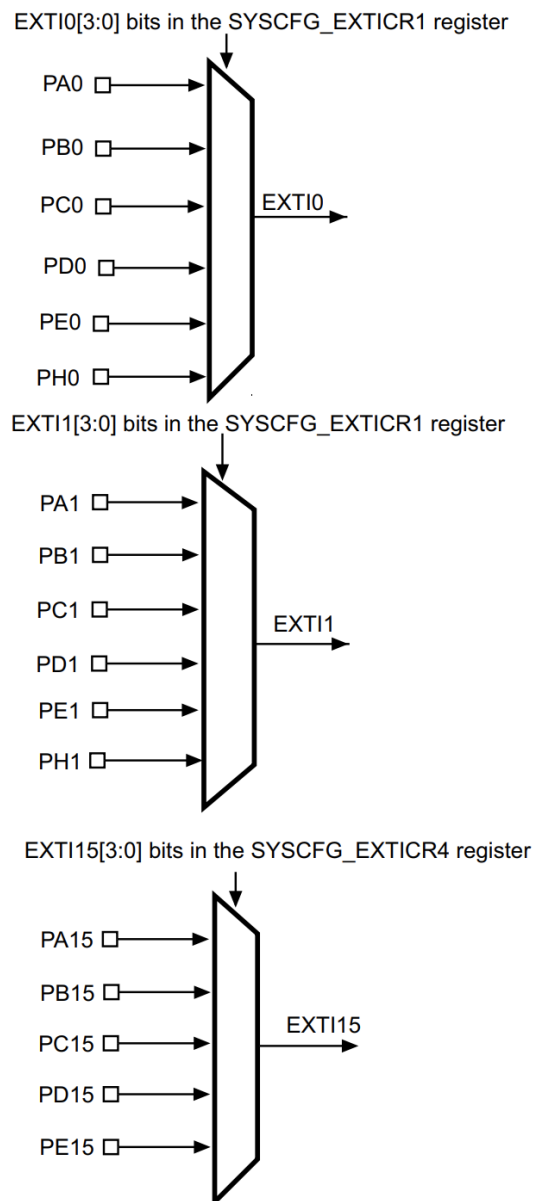 EXTI0[3:0] bits in the SYSCFG_EXTICR1 register
PA0
PB0
PC0
EXTI0
PD0
PE0
PH0
EXTI1[3:0] bits in the SYSCFG_EXTICR1 register
PA1
PB1
PC1
EXTI1
PD1
PE1
PH1
EXTI15[3:0] bits in the SYSCFG_EXTICR4 register
PA15
PB15
EXTI15
PC15
PD15
PE15